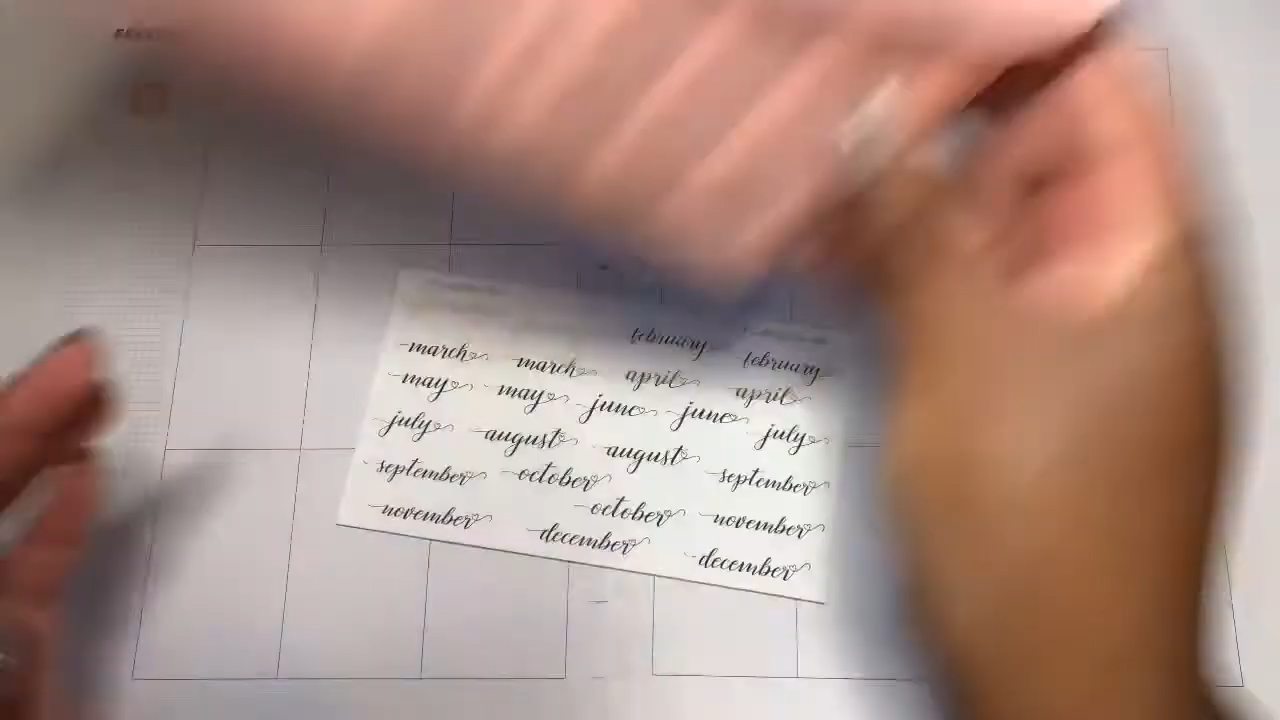 february february
march march april april
may may june june july
july august august september
september october october november
november december december